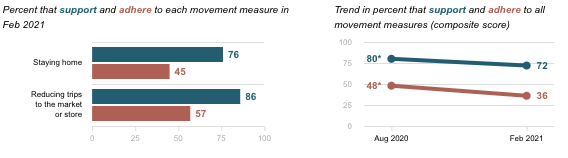 Percent that support and adhere to each movement measure in
Feb 2021
Staying home
76
45
Reducing trips
to the market
or store
86
57
0 25 50 75 100
Trend in percent that support and adhere to all
movement measures (composite score)
100
75
50
25
0
80*
72
48*
36
Aug 2020 Feb 2021